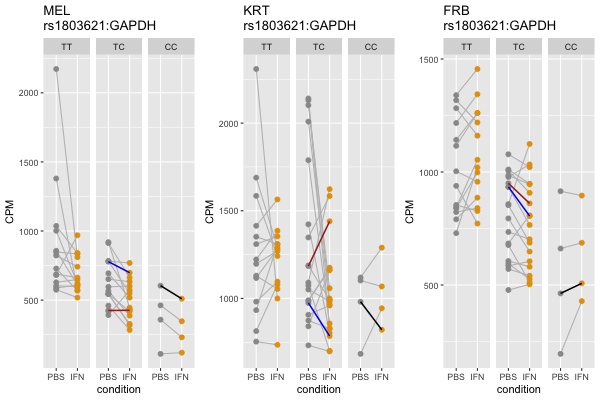 MEL
rs1803621:GAPDH
TT TC CC
CPM
2000
1500
1000
500
PBS IFN PBS IFN PBS IFN
condition
KRT
rs1803621:GAPDH
TT TC CC
CPM
2000
1500
1000
PBS IFN PBS IFN PBS IFN
condition
FRB
rs1803621:GAPDH
TT TC CC
CPM
1500
1000
500
PBS IFN PBS IFN PBS IFN
condition